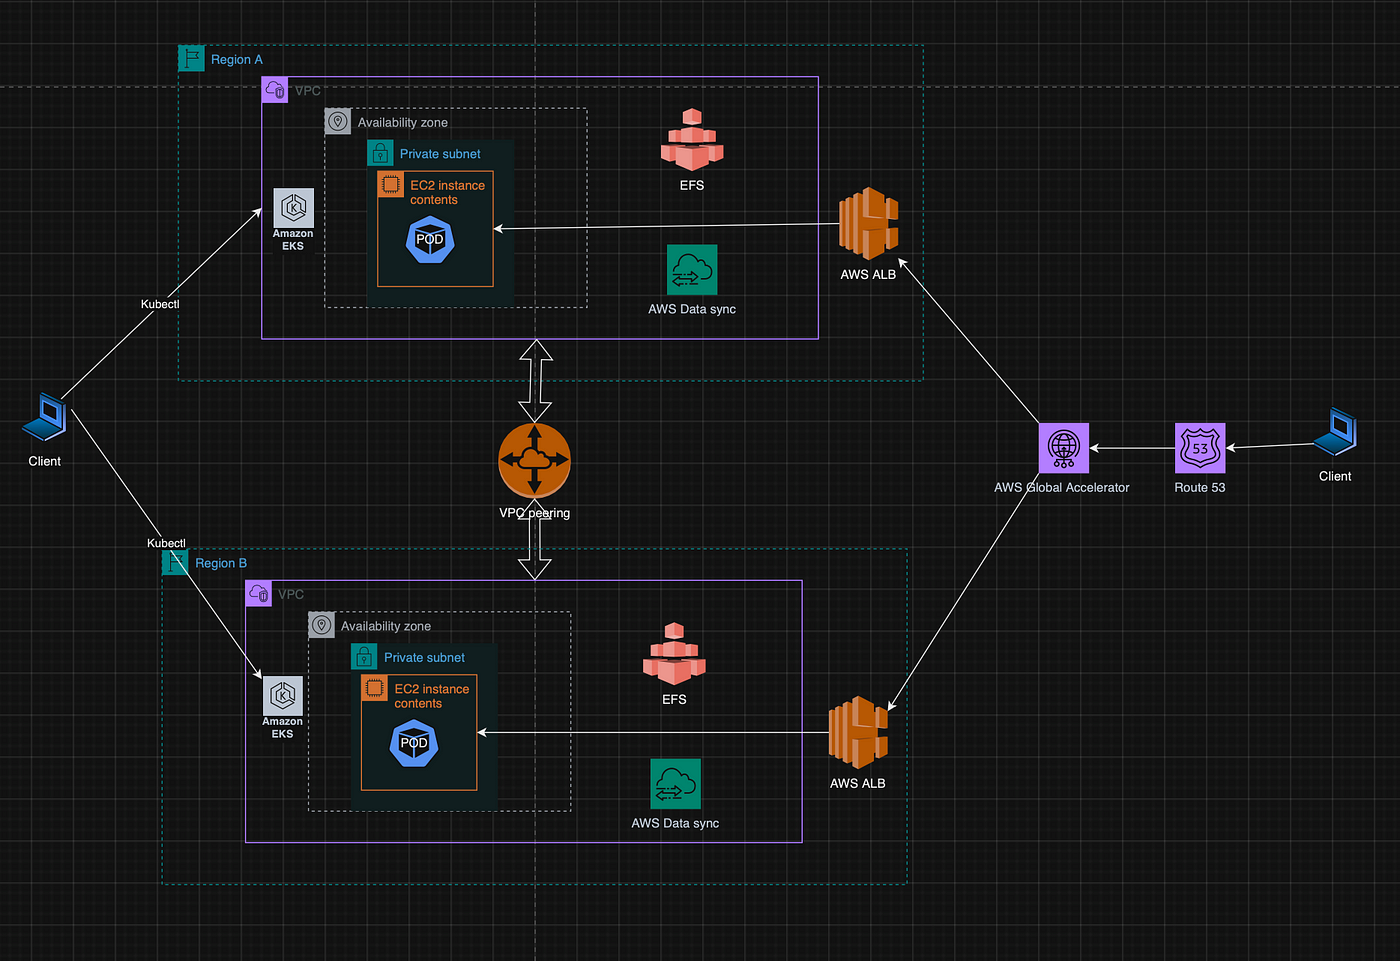 Region A
VPC
Availability zone
Private subnet
EC2 instance
contents
POD
Amazon
EKS
EFS
AWS ALB
AWS Data sync
Kubectl
Client
VPC peering
AWS Global Accelerator
53
Route 53
Client
Kubectl
Region B
VPC
Availability zone
Private subnet
EC2 instance
contents
POD
Amazon
EKS
EFS
AWS ALB
AWS Data sync